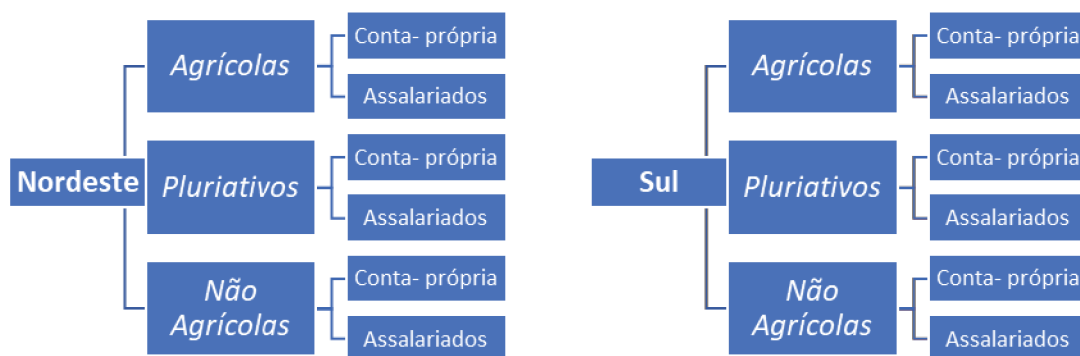 Nordeste
Agrícolas
Conta- própria
Assalariados
Pluriativos
Conta- própria
Assalariados
Não
Agrícolas
Conta- própria
Assalariados
Sul
Agrícolas
Conta- própria
Assalariados
Pluriativos
Conta- própria
Assalariados
Não
Agrícolas
Conta- própria
Assalariados